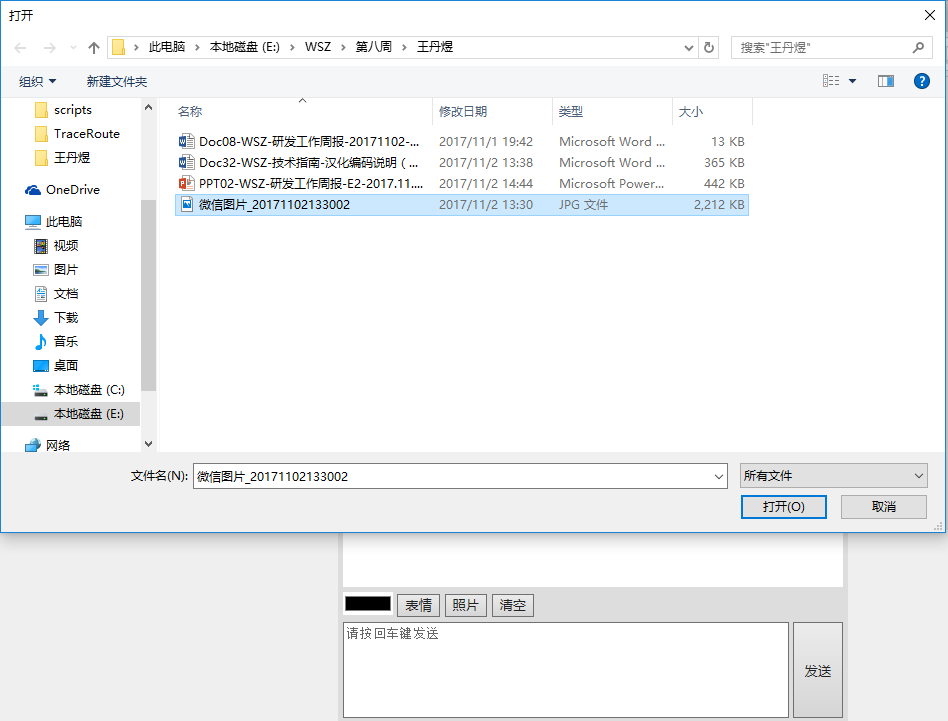 打开
此电脑 › 本地磁盘 (E:) › WSZ › 第八周 › 王丹煜
搜索"王丹煜"
组织 新建文件夹
scripts
TraceRoute
王丹煜
OneDrive
此电脑
视频
图片
文档
下载
音乐
桌面
本地磁盘 (C:)
本地磁盘 (E:)
网络
名称 修改日期 类型 大小
Doc08-WSZ-研发工作周报-20171102-... 2017/11/1 19:42 Microsoft Word ... 13 KB
Doc32-WSZ-技术指南-汉化编码说明（... 2017/11/2 13:38 Microsoft Word ... 365 KB
PPT02-WSZ-研发工作周报-E2-2017.11.... 2017/11/2 14:44 Microsoft Power... 442 KB
微信图片_20171102133002 2017/11/2 13:30 JPG 文件 2,212 KB
文件名(N): 微信图片_20171102133002 所有文件
打开(O) 取消
表情 照片 清空
请按回车键发送
发送